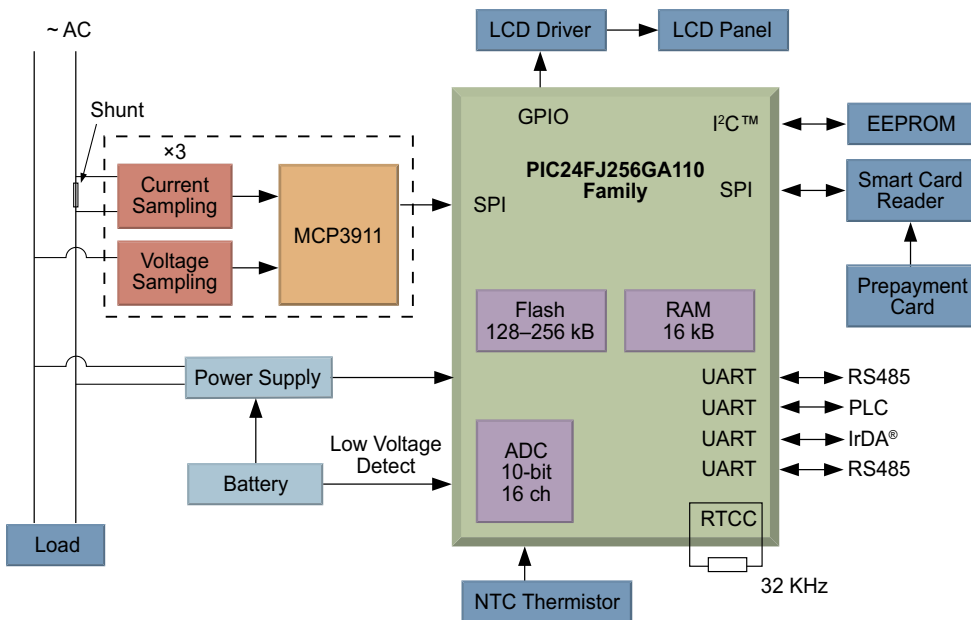 ~ AC
Shunt
×3
Current
Sampling
Voltage
Sampling
MCP3911
LCD Driver
LCD Panel
GPIO
I²C™
EEPROM
PIC24FJ256GA110
Family
SPI
SPI
Smart Card
Reader
Prepayment
Card
Flash
128–256 kB
RAM
16 kB
Power Supply
Battery
Low Voltage
Detect
ADC
10-bit
16 ch
UART
RS485
UART
PLC
UART
IrDA®
UART
RS485
RTCC
32 KHz
Load
NTC Thermistor